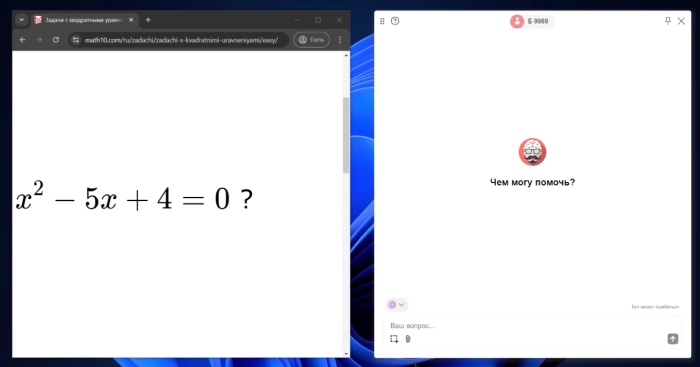 Задачи с квадратными уравн
math10.com/ru/zadachi/zadachi-s-kvadratnimi-uravneniyami/easy/
Гость
x² − 5x + 4 = 0 ?
Б 9969
Чем могу помочь?
Бот может ошибаться
Ваш вопрос...